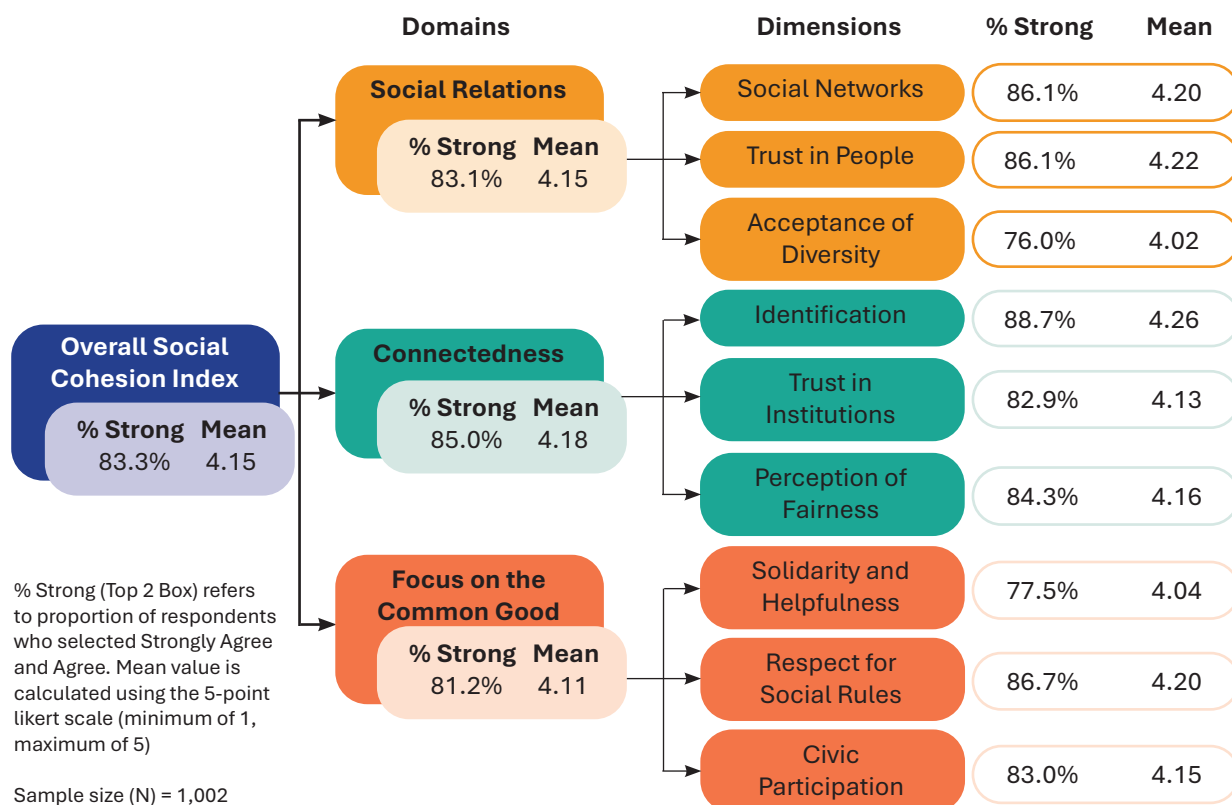 Domains
Dimensions
% Strong
Mean
Overall Social
Cohesion Index
% Strong Mean
83.3% 4.15
Social Relations
% Strong Mean
83.1% 4.15
Social Networks
86.1% 4.20
Trust in People
86.1% 4.22
Acceptance of
Diversity
76.0% 4.02
Connectedness
% Strong Mean
85.0% 4.18
Identification
88.7% 4.26
Trust in
Institutions
82.9% 4.13
Perception of
Fairness
84.3% 4.16
Focus on the
Common Good
% Strong Mean
81.2% 4.11
Solidarity and
Helpfulness
77.5% 4.04
Respect for
Social Rules
86.7% 4.20
Civic
Participation
83.0% 4.15
% Strong (Top 2 Box) refers
to proportion of respondents
who selected Strongly Agree
and Agree. Mean value is
calculated using the 5-point
likert scale (minimum of 1,
maximum of 5)
Sample size (N) = 1,002